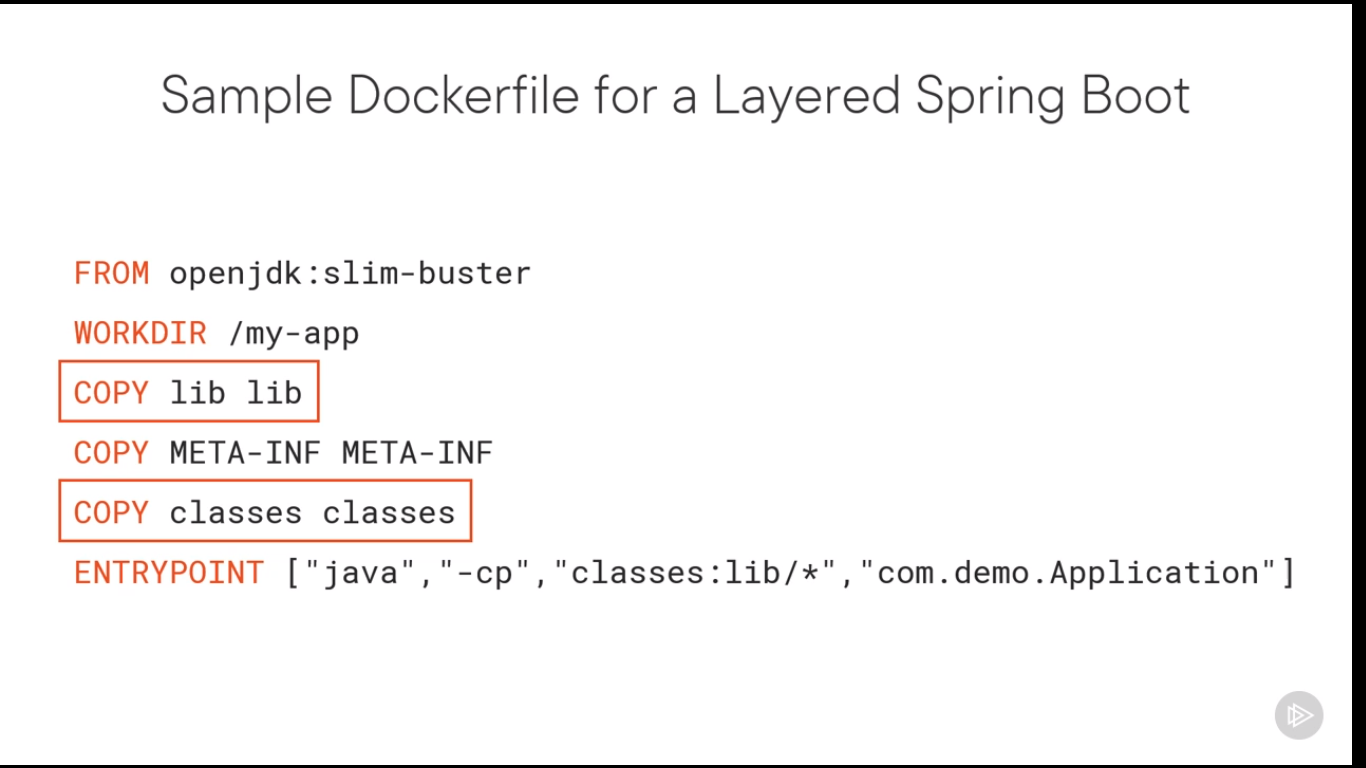 Sample Dockerfile for a Layered Spring Boot
FROM openjdk:slim-buster
WORKDIR /my-app
COPY lib lib
COPY META-INF META-INF
COPY classes classes
ENTRYPOINT ["java","-cp","classes:lib/*","com.demo.Application"]